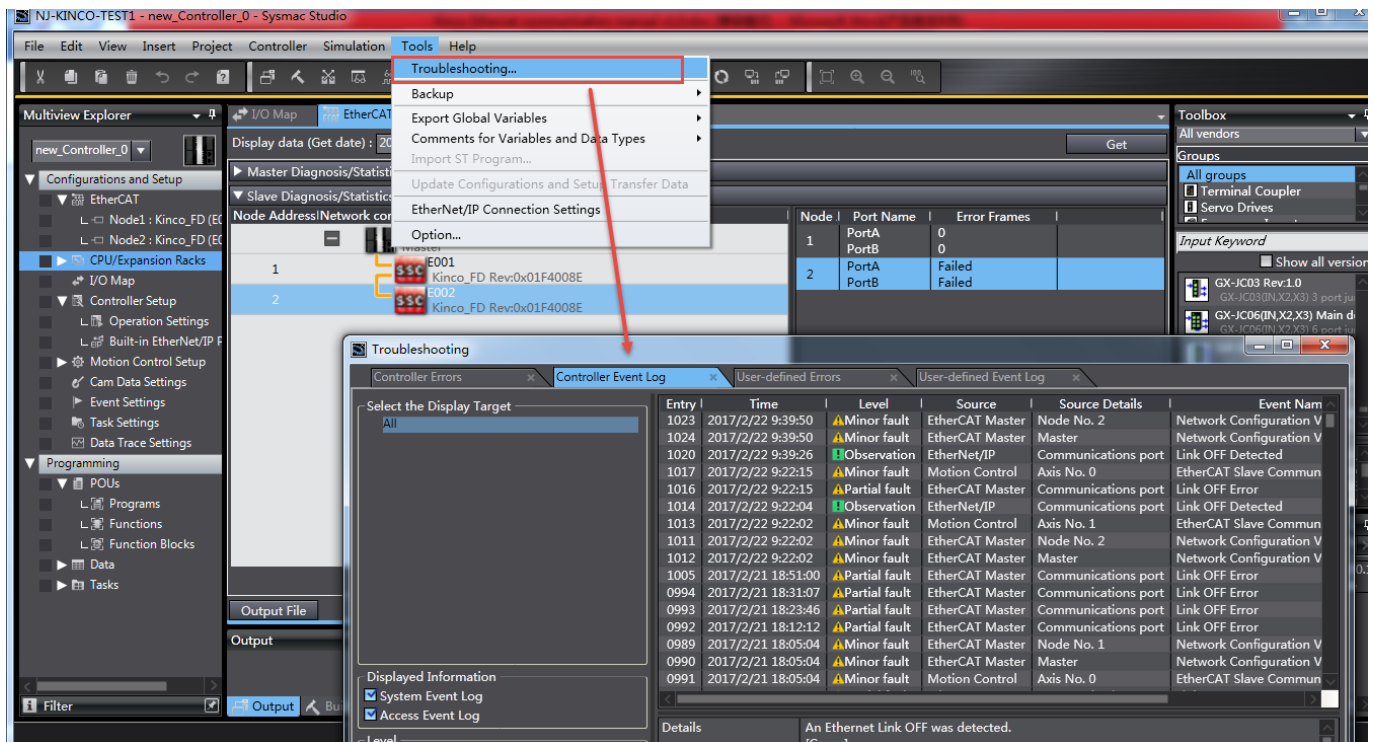 NJ-KINCO-TEST1 - new_Controller_0 - Sysmac Studio
File Edit View Insert Project Controller Simulation Tools Help
Troubleshooting...
Backup
Export Global Variables
Comments for Variables and Data Types
Import ST Program...
Update Configurations and Setup Transfer Data
EtherNet/IP Connection Settings
Option...
Multiview Explorer
new_Controller_0
Configurations and Setup
EtherCAT
Node1 : Kinco_FD (E
Node2 : Kinco_FD (E
CPU/Expansion Racks
I/O Map
Controller Setup
Operation Settings
Built-in EtherNet/IP P
Motion Control Setup
Cam Data Settings
Event Settings
Task Settings
Data Trace Settings
Programming
POUs
Programs
Functions
Function Blocks
Data
Tasks
Filter
I/O Map EtherCAT
Display data (Get date) : 20
Get
Master Diagnosis/Statisti
Slave Diagnosis/Statistics
Node Address Network con
Master
1 E001
Kinco_FD Rev:0x01F4008E
2 E002
Kinco_FD Rev:0x01F4008E
Node Port Name Error Frames
1 PortA 0
PortB 0
2 PortA Failed
PortB Failed
Output File
Output
Output Bu
Toolbox
All vendors
Groups
All groups
Terminal Coupler
Servo Drives
Input Keyword
Show all version
GX-JC03 Rev:1.0
GX-JC03(IN,X2,X3) 3 port ju
GX-JC06(IN,X2,X3) Main d
GX-JC06(IN,X2,X3) 6 port ju
Troubleshooting
Controller Errors Controller Event Log User-defined Errors User-defined Event Log
Select the Display Target
All
Displayed Information
System Event Log
Access Event Log
Level
Entry Time Level Source Source Details Event Nam
1023 2017/2/22 9:39:50 Minor fault EtherCAT Master Node No. 2 Network Configuration V
1024 2017/2/22 9:39:50 Minor fault EtherCAT Master Master Network Configuration V
1020 2017/2/22 9:39:26 Observation EtherNet/IP Communications port Link OFF Detected
1017 2017/2/22 9:22:15 Minor fault Motion Control Axis No. 0 EtherCAT Slave Commun
1016 2017/2/22 9:22:15 Partial fault EtherCAT Master Communications port Link OFF Error
1014 2017/2/22 9:22:04 Observation EtherNet/IP Communications port Link OFF Detected
1013 2017/2/22 9:22:02 Minor fault Motion Control Axis No. 1 EtherCAT Slave Commun
1011 2017/2/22 9:22:02 Minor fault EtherCAT Master Node No. 2 Network Configuration V
1012 2017/2/22 9:22:02 Minor fault EtherCAT Master Master Network Configuration V
1005 2017/2/21 18:51:00 Partial fault EtherCAT Master Communications port Link OFF Error
0994 2017/2/21 18:31:07 Partial fault EtherCAT Master Communications port Link OFF Error
0993 2017/2/21 18:23:46 Partial fault EtherCAT Master Communications port Link OFF Error
0992 2017/2/21 18:12:12 Partial fault EtherCAT Master Communications port Link OFF Error
0989 2017/2/21 18:05:04 Minor fault EtherCAT Master Node No. 1 Network Configuration V
0990 2017/2/21 18:05:04 Minor fault EtherCAT Master Master Network Configuration V
0991 2017/2/21 18:05:04 Minor fault Motion Control Axis No. 0 EtherCAT Slave Commun
Details An Ethernet Link OFF was detected.